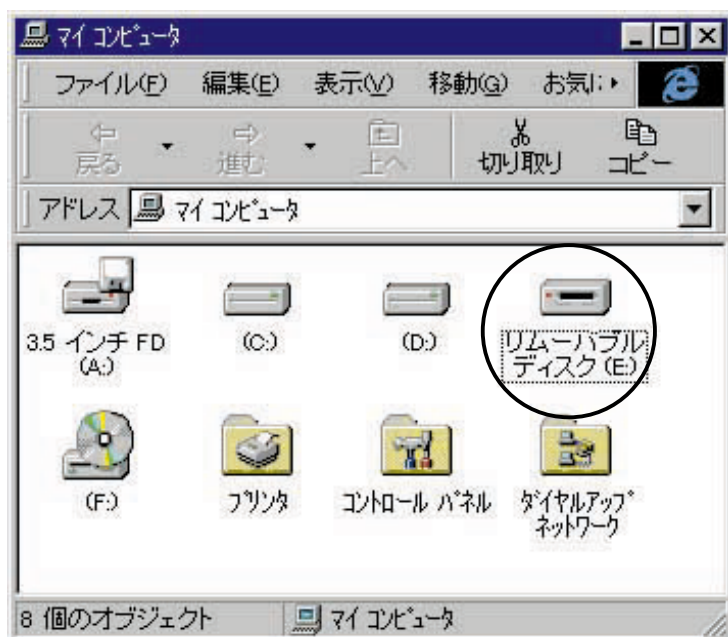 マイ コンピュータ
ファイル(F) 編集(E) 表示(V) 移動(G) お気に
戻る 進む 上へ 切り取り コピー
アドレス マイ コンピュータ
3.5 インチ FD (A:)
(C:)
(D:)
リムーバブル ディスク (E:)
(F:)
プリンタ
コントロール パネル
ダイヤルアップ ネットワーク
8 個のオブジェクト マイ コンピュータ